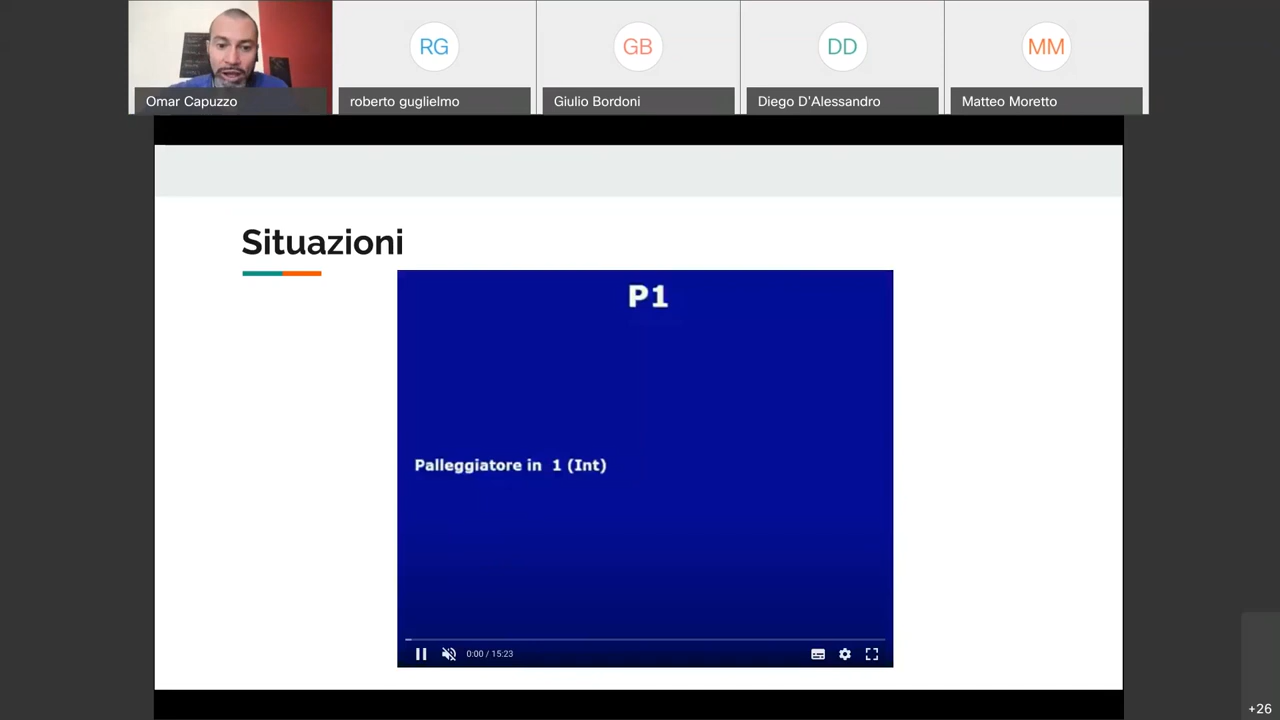 RG
GB
DD
MM
Omar Capuzzo
roberto guglielmo
Giulio Bordoni
Diego D'Alessandro
Matteo Moretto
Situazioni
P1
Palleggiatore in 1 (Int)
0:00 / 15:23
+26